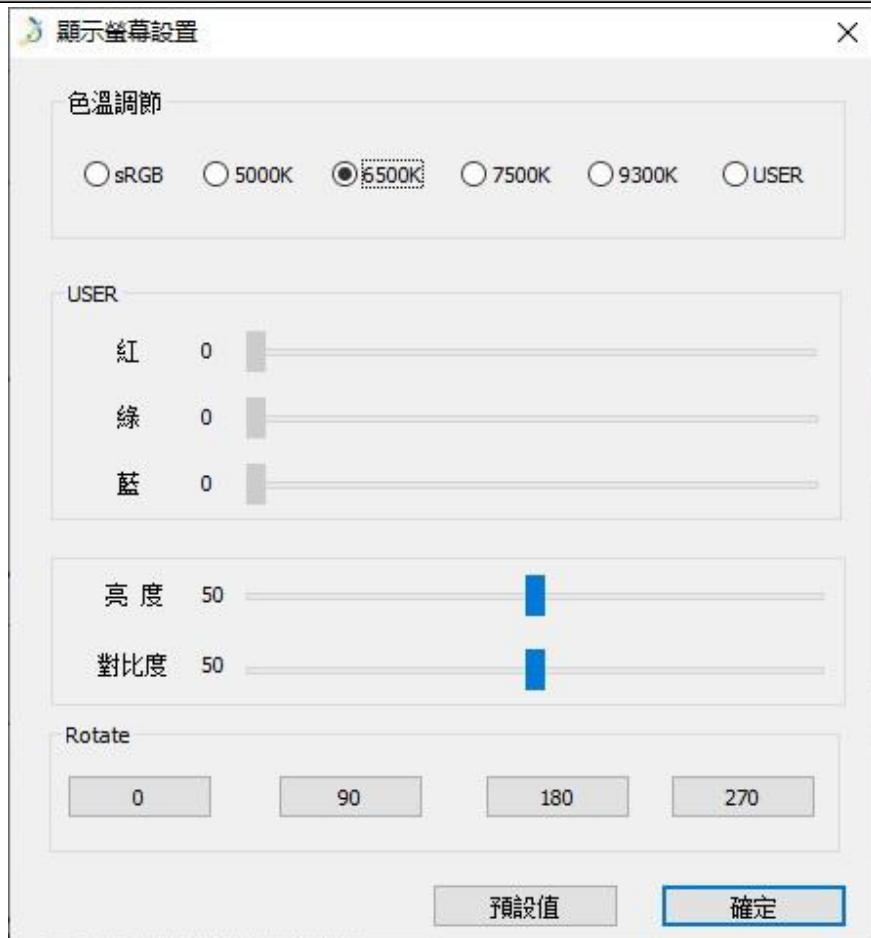 顯示螢幕設置
色溫調節
sRGB 5000K 6500K 7500K 9300K USER
USER
紅 0
綠 0
藍 0
亮 度 50
對比度 50
Rotate
0 90 180 270
預設值 確定